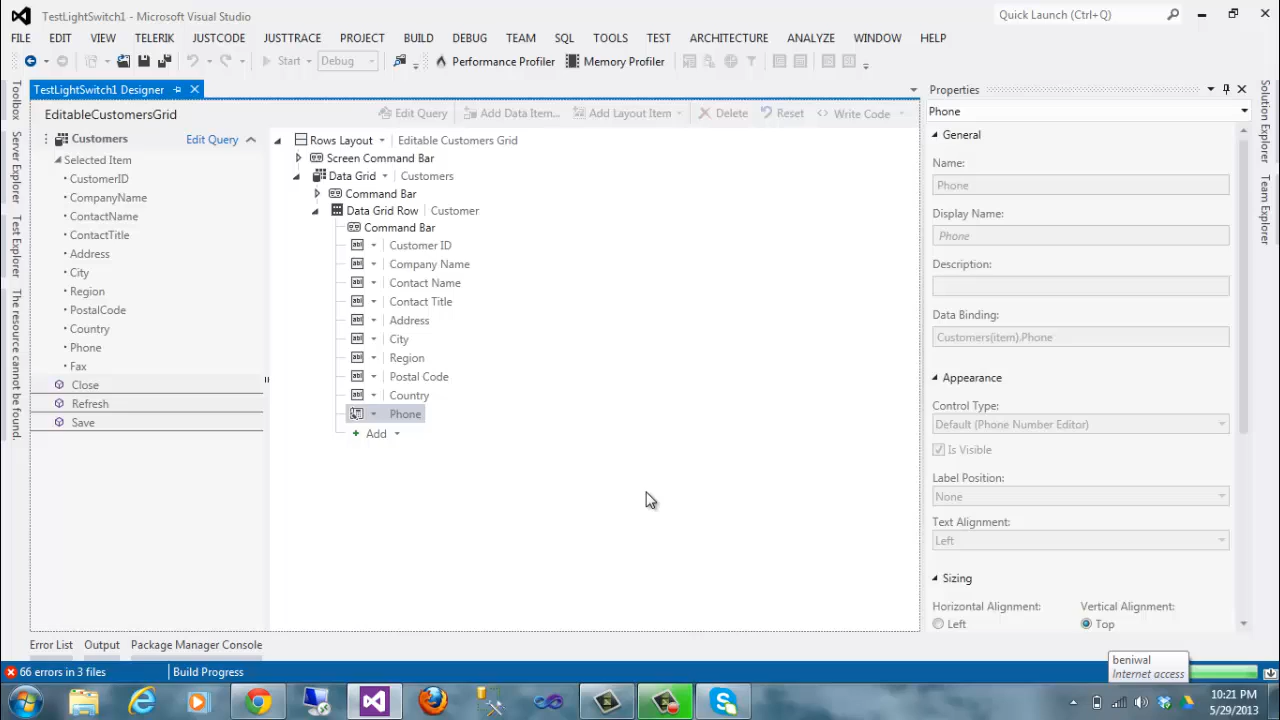 TestLightSwitch1 - Microsoft Visual Studio
Quick Launch (Ctrl+Q)
FILE EDIT VIEW TELERIK JUSTCODE JUSTTRACE PROJECT BUILD DEBUG TEAM SQL TOOLS TEST ARCHITECTURE ANALYZE WINDOW HELP
Start Debug Performance Profiler Memory Profiler
TestLightSwitch1 Designer
EditableCustomersGrid
Edit Query Add Data Item... Add Layout Item Delete Reset Write Code
Toolbox
Server Explorer
Test Explorer
The resource cannot be found.
Customers Edit Query
Selected Item
CustomerID
CompanyName
ContactName
ContactTitle
Address
City
Region
PostalCode
Country
Phone
Fax
Close
Refresh
Save
Rows Layout Editable Customers Grid
Screen Command Bar
Data Grid Customers
Command Bar
Data Grid Row Customer
Command Bar
Customer ID
Company Name
Contact Name
Contact Title
Address
City
Region
Postal Code
Country
Phone
Add
Properties
Phone
General
Name:
Phone
Display Name:
Phone
Description:
Data Binding:
Customers(item).Phone
Appearance
Control Type:
Default (Phone Number Editor)
Is Visible
Label Position:
None
Text Alignment:
Left
Sizing
Horizontal Alignment: Vertical Alignment:
Left Top
Solution Explorer
Team Explorer
Error List Output Package Manager Console
66 errors in 3 files Build Progress
beniwal
Internet access
10:21 PM
5/29/2013